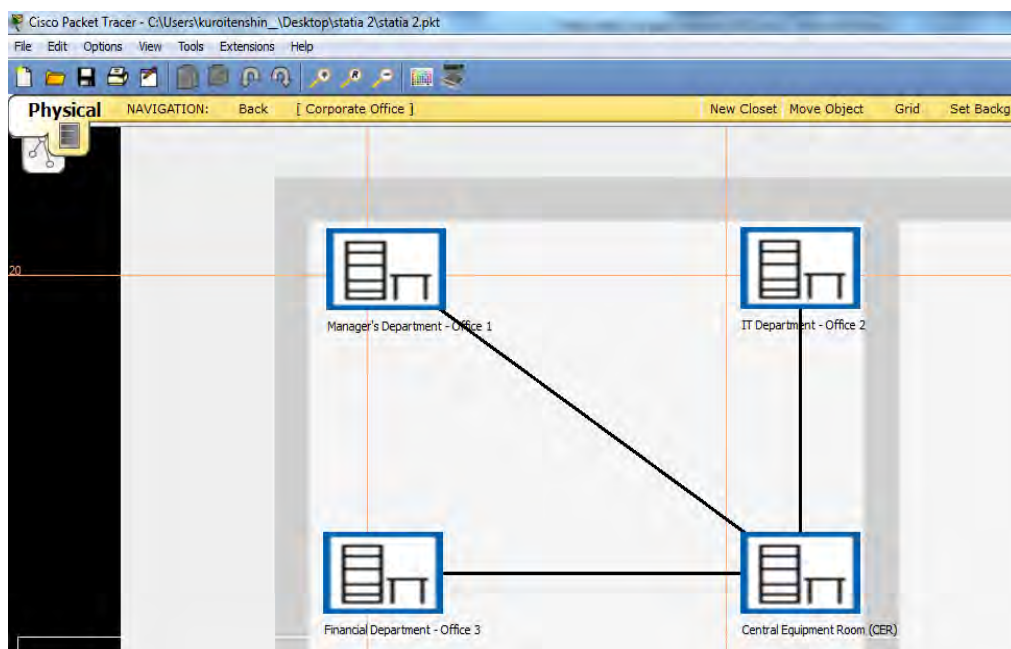 Cisco Packet Tracer - C:\Users\kuroitenshin_\Desktop\statia 2\statia 2.pkt
File Edit Options View Tools Extensions Help
Physical NAVIGATION: Back [ Corporate Office ] New Closet Move Object Grid Set Backg
20
Manager's Department - Office 1
IT Department - Office 2
Financial Department - Office 3
Central Equipment Room (CER)